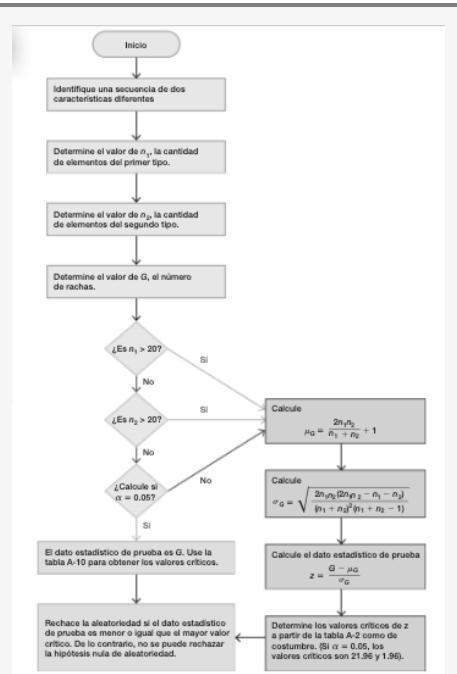 Inicio
Identifique una secuencia de dos
características diferentes
Determine el valor de n₁, la cantidad
de elementos del primer tipo.
Determine el valor de n₂, la cantidad
de elementos del segundo tipo.
Determine el valor de G, el número
de rachas.
¿Es n₁ > 20?
Sí
No
¿Es n₂ > 20?
Sí
No
¿Calcule si
α = 0.05?
No
Sí
El dato estadístico de prueba es G. Use la
tabla A-10 para obtener los valores críticos.
Rechace la aleatoriedad si el dato estadístico
de prueba es menor o igual que el mayor valor
crítico. De lo contrario, no se puede rechazar
la hipótesis nula de aleatoriedad.
Calcule
μG = 2n₁n₂ / (n₁ + n₂) + 1
Calcule
σG = √((2n₁n₂)(2n₁n₂ − n₁ − n₂) / ((n₁ + n₂)²(n₁ + n₂ − 1)))
Calcule el dato estadístico de prueba
z = (G − μG) / σG
Determine los valores críticos de z
a partir de la tabla A-2 como de
costumbre. (Si α = 0.05, los
valores críticos son 21.96 y 1.96).